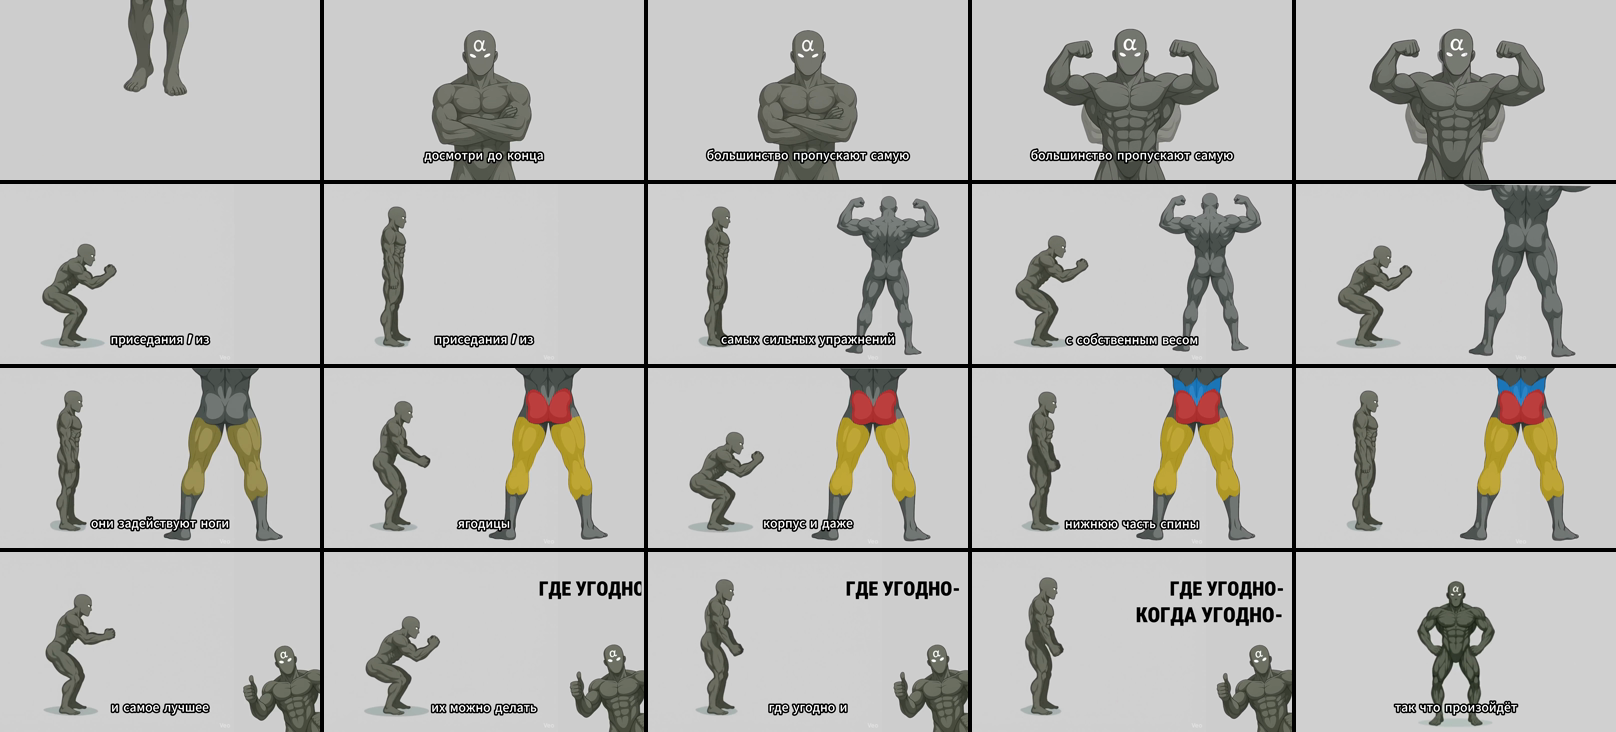 α
досмотри до конца
α
большинство пропускают самую
α
большинство пропускают самую
α
приседания 1 из
приседания 1 из
самых сильных упражнений
с собственным весом
они задействуют ноги
ягодицы
корпус и даже
нижнюю часть спины
α
и самое лучшее
ГДЕ УГОДНО
α
их можно делать
ГДЕ УГОДНО-
α
где угодно и
ГДЕ УГОДНО-
КОГДА УГОДНО-
α
α
так что произойдёт